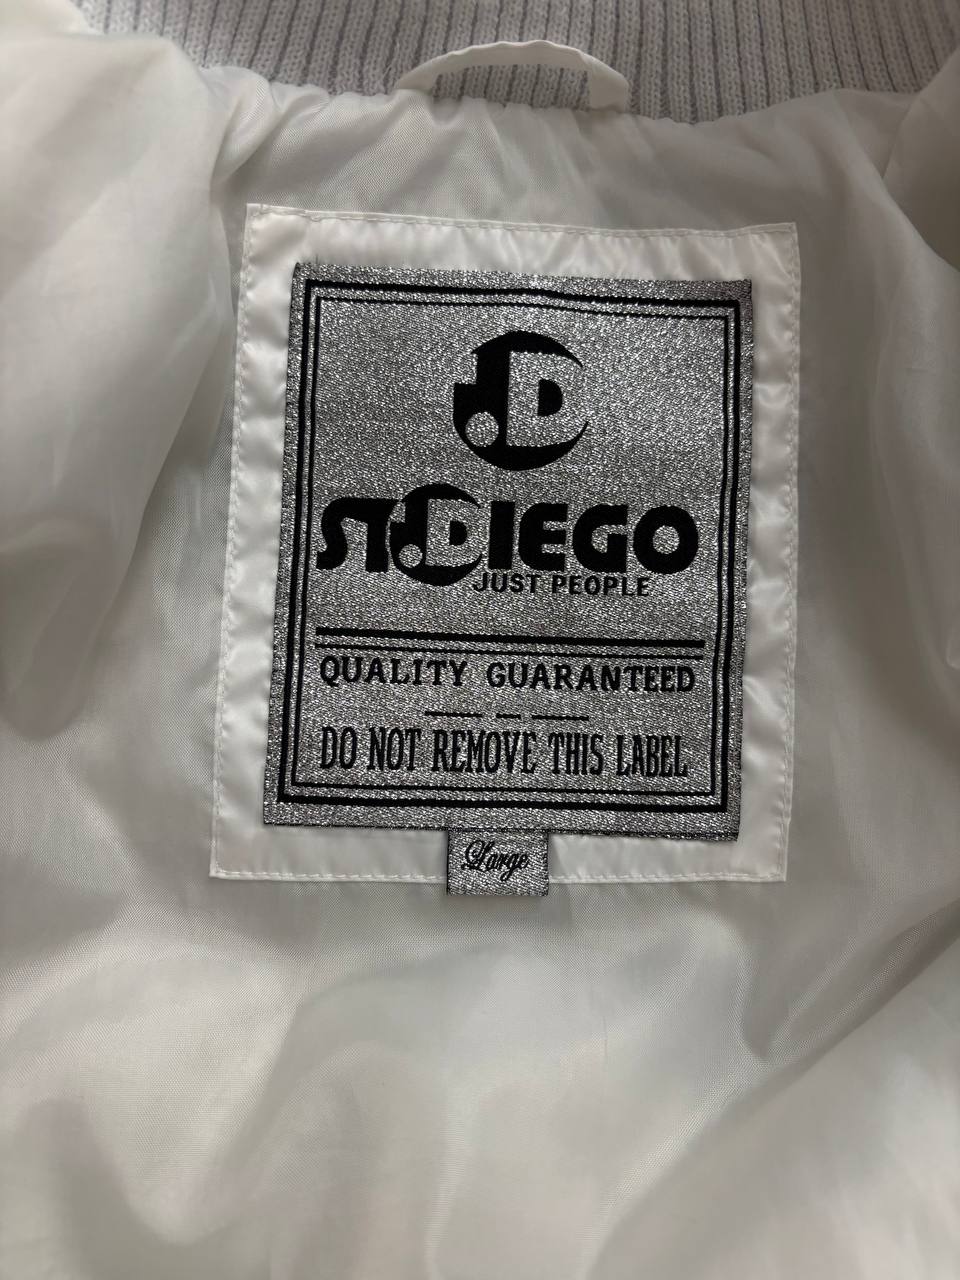 D
ST.DIEGO
JUST PEOPLE
QUALITY GUARANTEED
DO NOT REMOVE THIS LABEL
Large